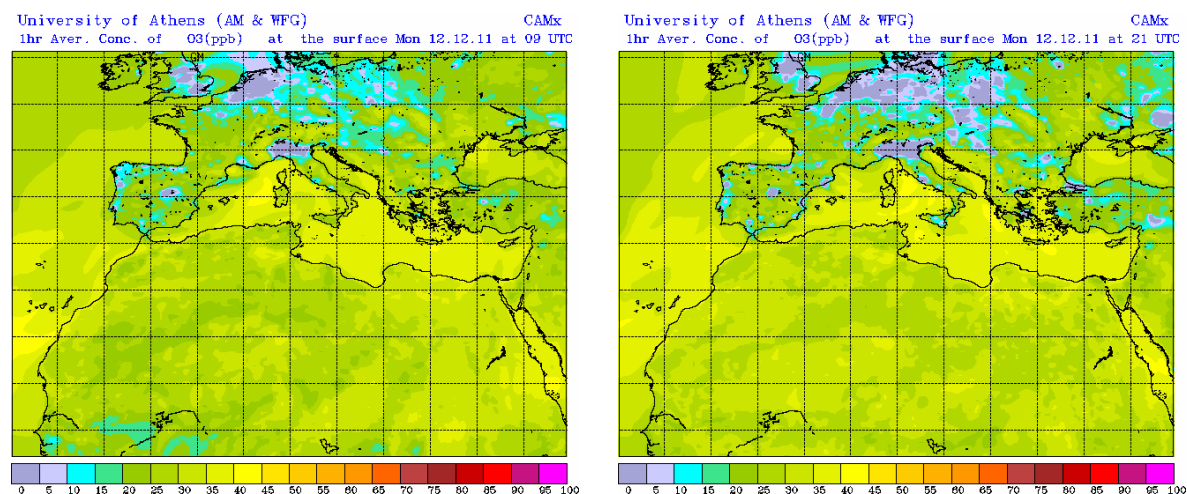 University of Athens (AM & WFG) CAMx
1hr Aver. Conc. of O3(ppb) at the surface Mon 12.12.11 at 09 UTC
0 5 10 15 20 25 30 35 40 45 50 55 60 65 70 75 80 85 90 95 100
University of Athens (AM & WFG) CAMx
1hr Aver. Conc. of O3(ppb) at the surface Mon 12.12.11 at 21 UTC
0 5 10 15 20 25 30 35 40 45 50 55 60 65 70 75 80 85 90 95 100